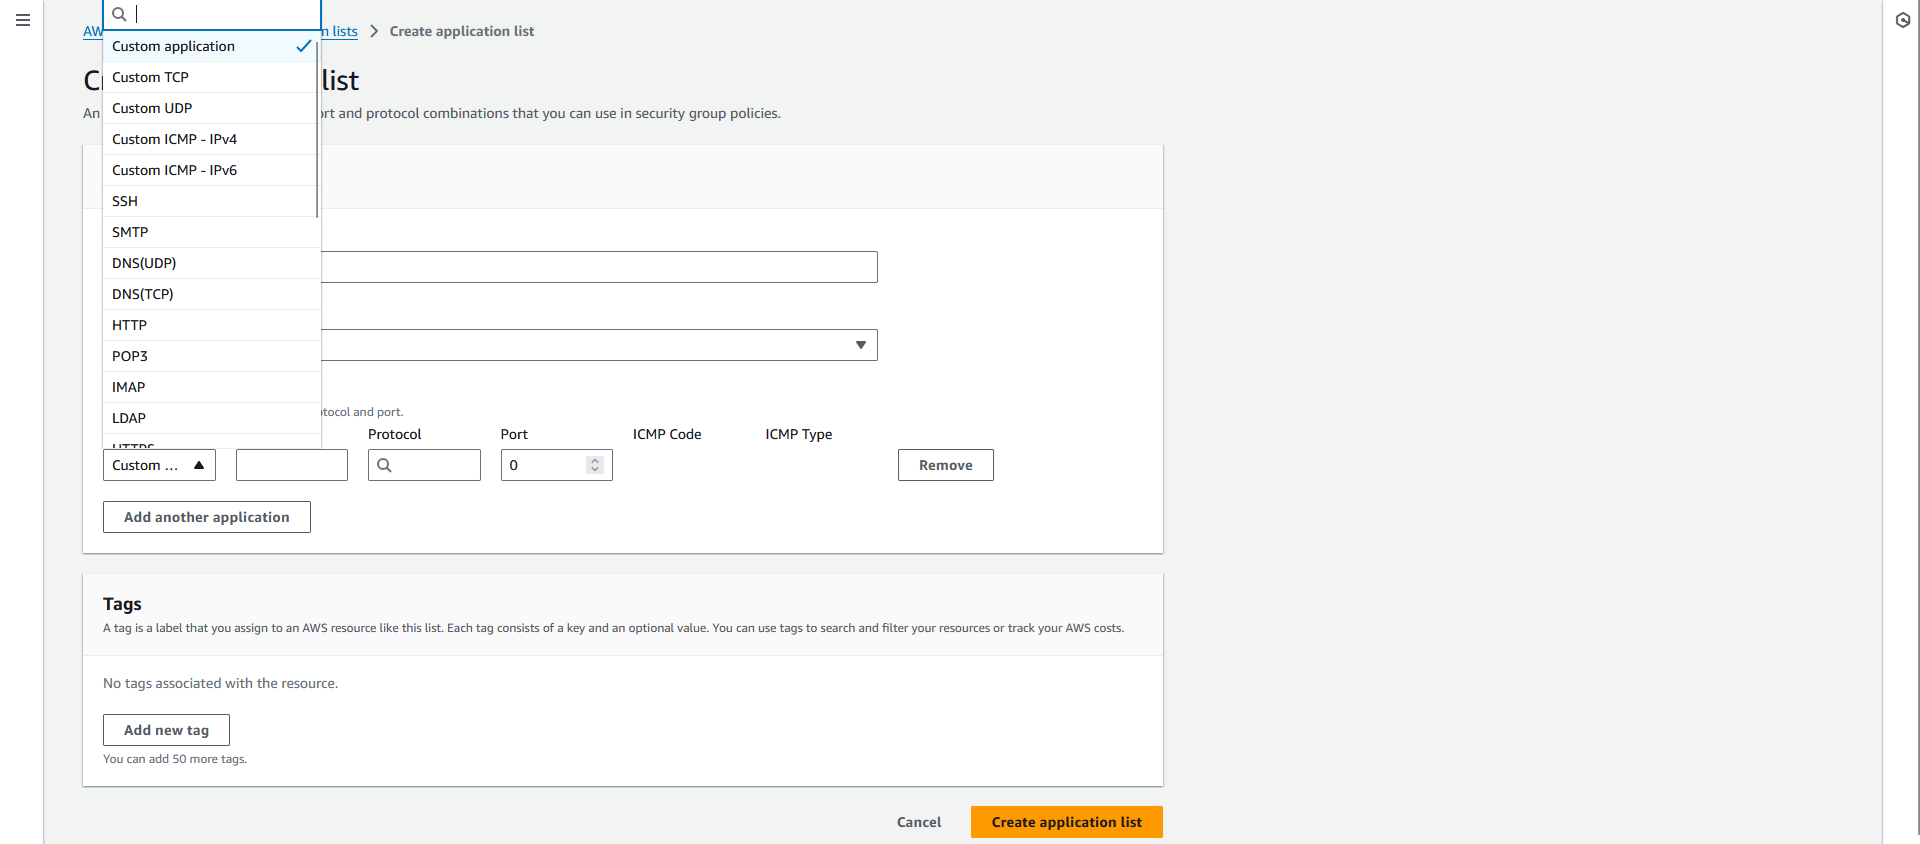 AW
n lists
Create application list
Custom application
Custom TCP
list
Custom UDP
An
rt and protocol combinations that you can use in security group policies.
Custom ICMP - IPv4
Custom ICMP - IPv6
SSH
SMTP
DNS(UDP)
DNS(TCP)
HTTP
POP3
IMAP
LDAP
HTTPS
tocol and port.
Protocol
Port
ICMP Code
ICMP Type
Custom ...
0
Remove
Add another application
Tags
A tag is a label that you assign to an AWS resource like this list. Each tag consists of a key and an optional value. You can use tags to search and filter your resources or track your AWS costs.
No tags associated with the resource.
Add new tag
You can add 50 more tags.
Cancel
Create application list